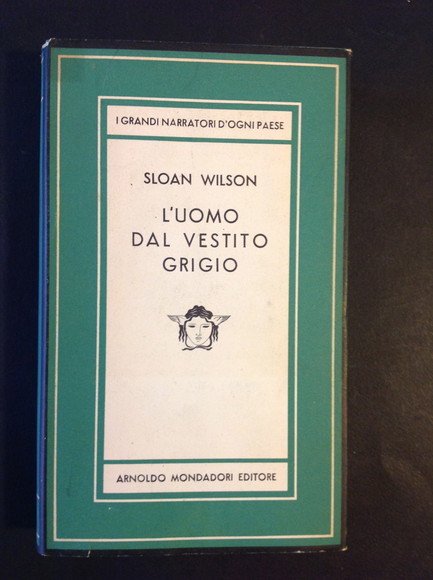 I GRANDI NARRATORI D'OGNI PAESE
SLOAN WILSON
L'UOMO
DAL VESTITO
GRIGIO
ARNOLDO MONDADORI EDITORE